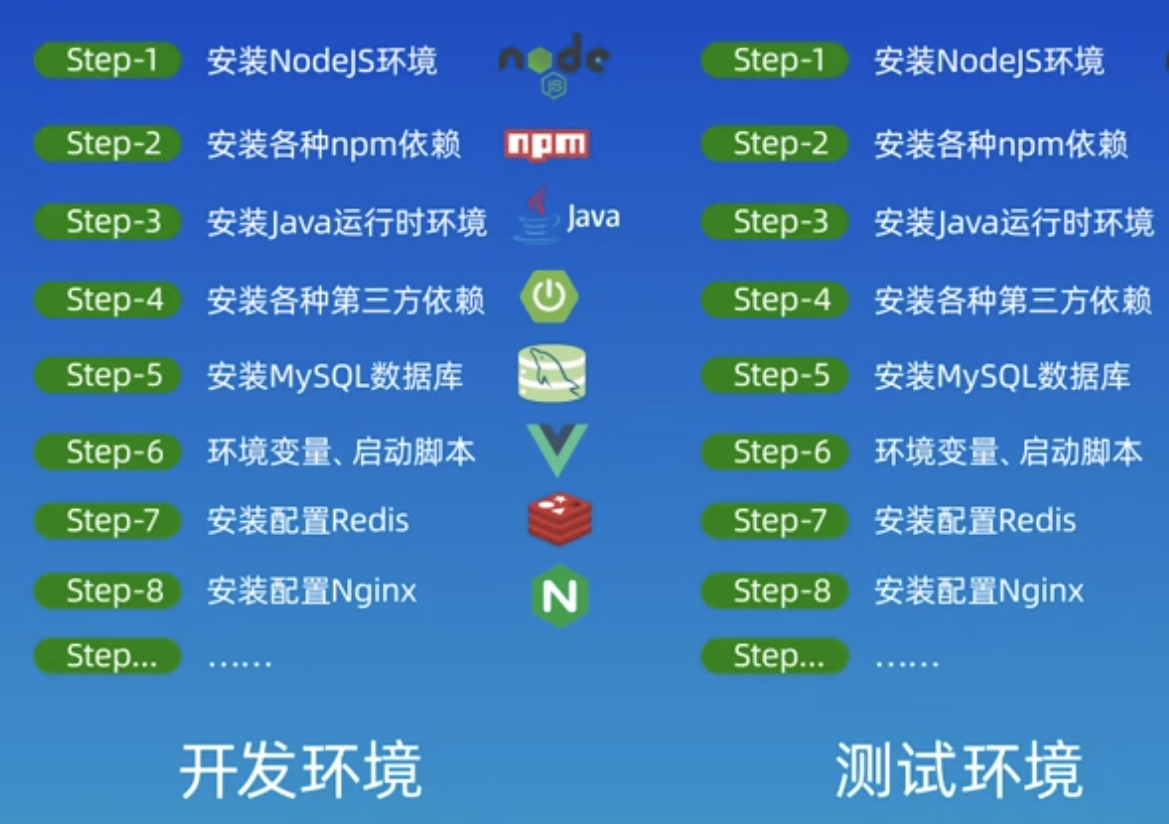 Step-1 安装NodeJS环境 node JS
Step-2 安装各种npm依赖 npm
Step-3 安装Java运行时环境 Java
Step-4 安装各种第三方依赖
Step-5 安装MySQL数据库
Step-6 环境变量、启动脚本
Step-7 安装配置Redis
Step-8 安装配置Nginx N
Step... ……
开发环境
Step-1 安装NodeJS环境
Step-2 安装各种npm依赖
Step-3 安装Java运行时环境
Step-4 安装各种第三方依赖
Step-5 安装MySQL数据库
Step-6 环境变量、启动脚本
Step-7 安装配置Redis
Step-8 安装配置Nginx
Step... ……
测试环境